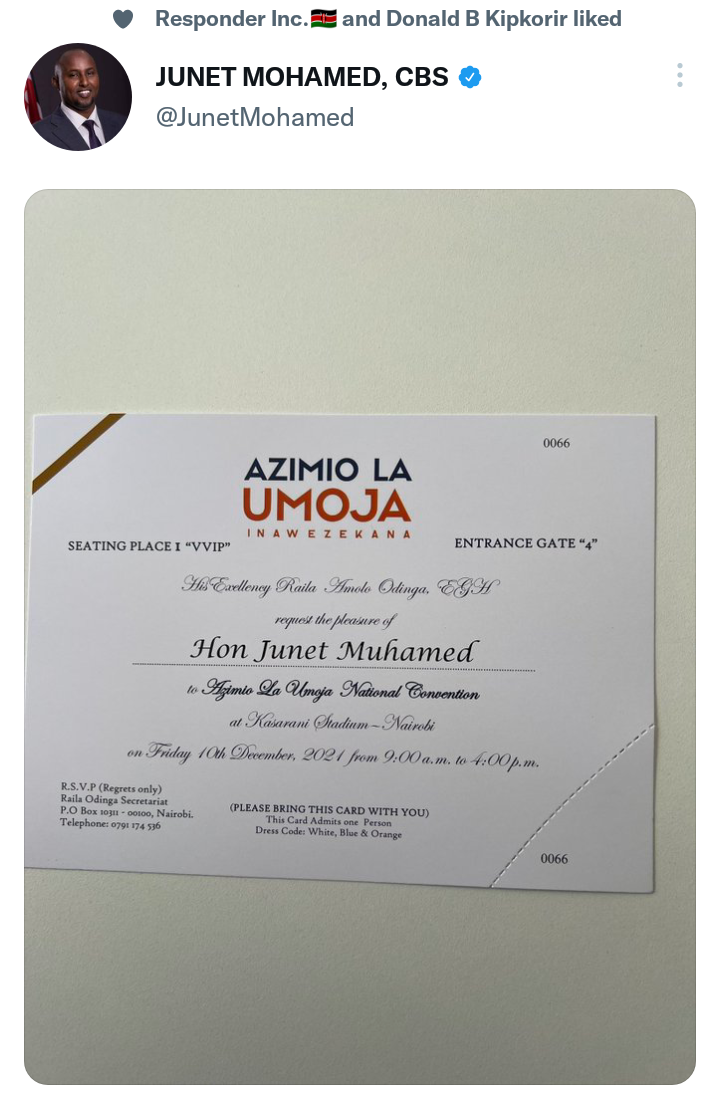 Responder Inc.🇰🇪 and Donald B Kipkorir liked
JUNET MOHAMED, CBS
@JunetMohamed
0066
AZIMIO LA
UMOJA
INAWEZEKANA
SEATING PLACE 1 “VVIP”
ENTRANCE GATE “4”
His Exellency Raila Amolo Odinga, EGH
request the pleasure of
Hon Junet Muhamed
to Azimio La Umoja National Convention
at Kasarani Stadium–Nairobi
on Friday 10th December, 2021 from 9:00a.m. to 4:00p.m.
R.S.V.P (Regrets only)
Raila Odinga Secretariat
P.O Box 10311 - 00100, Nairobi.
Telephone: 0791 174 536
(PLEASE BRING THIS CARD WITH YOU)
This Card Admits one Person
Dress Code: White, Blue & Orange
0066